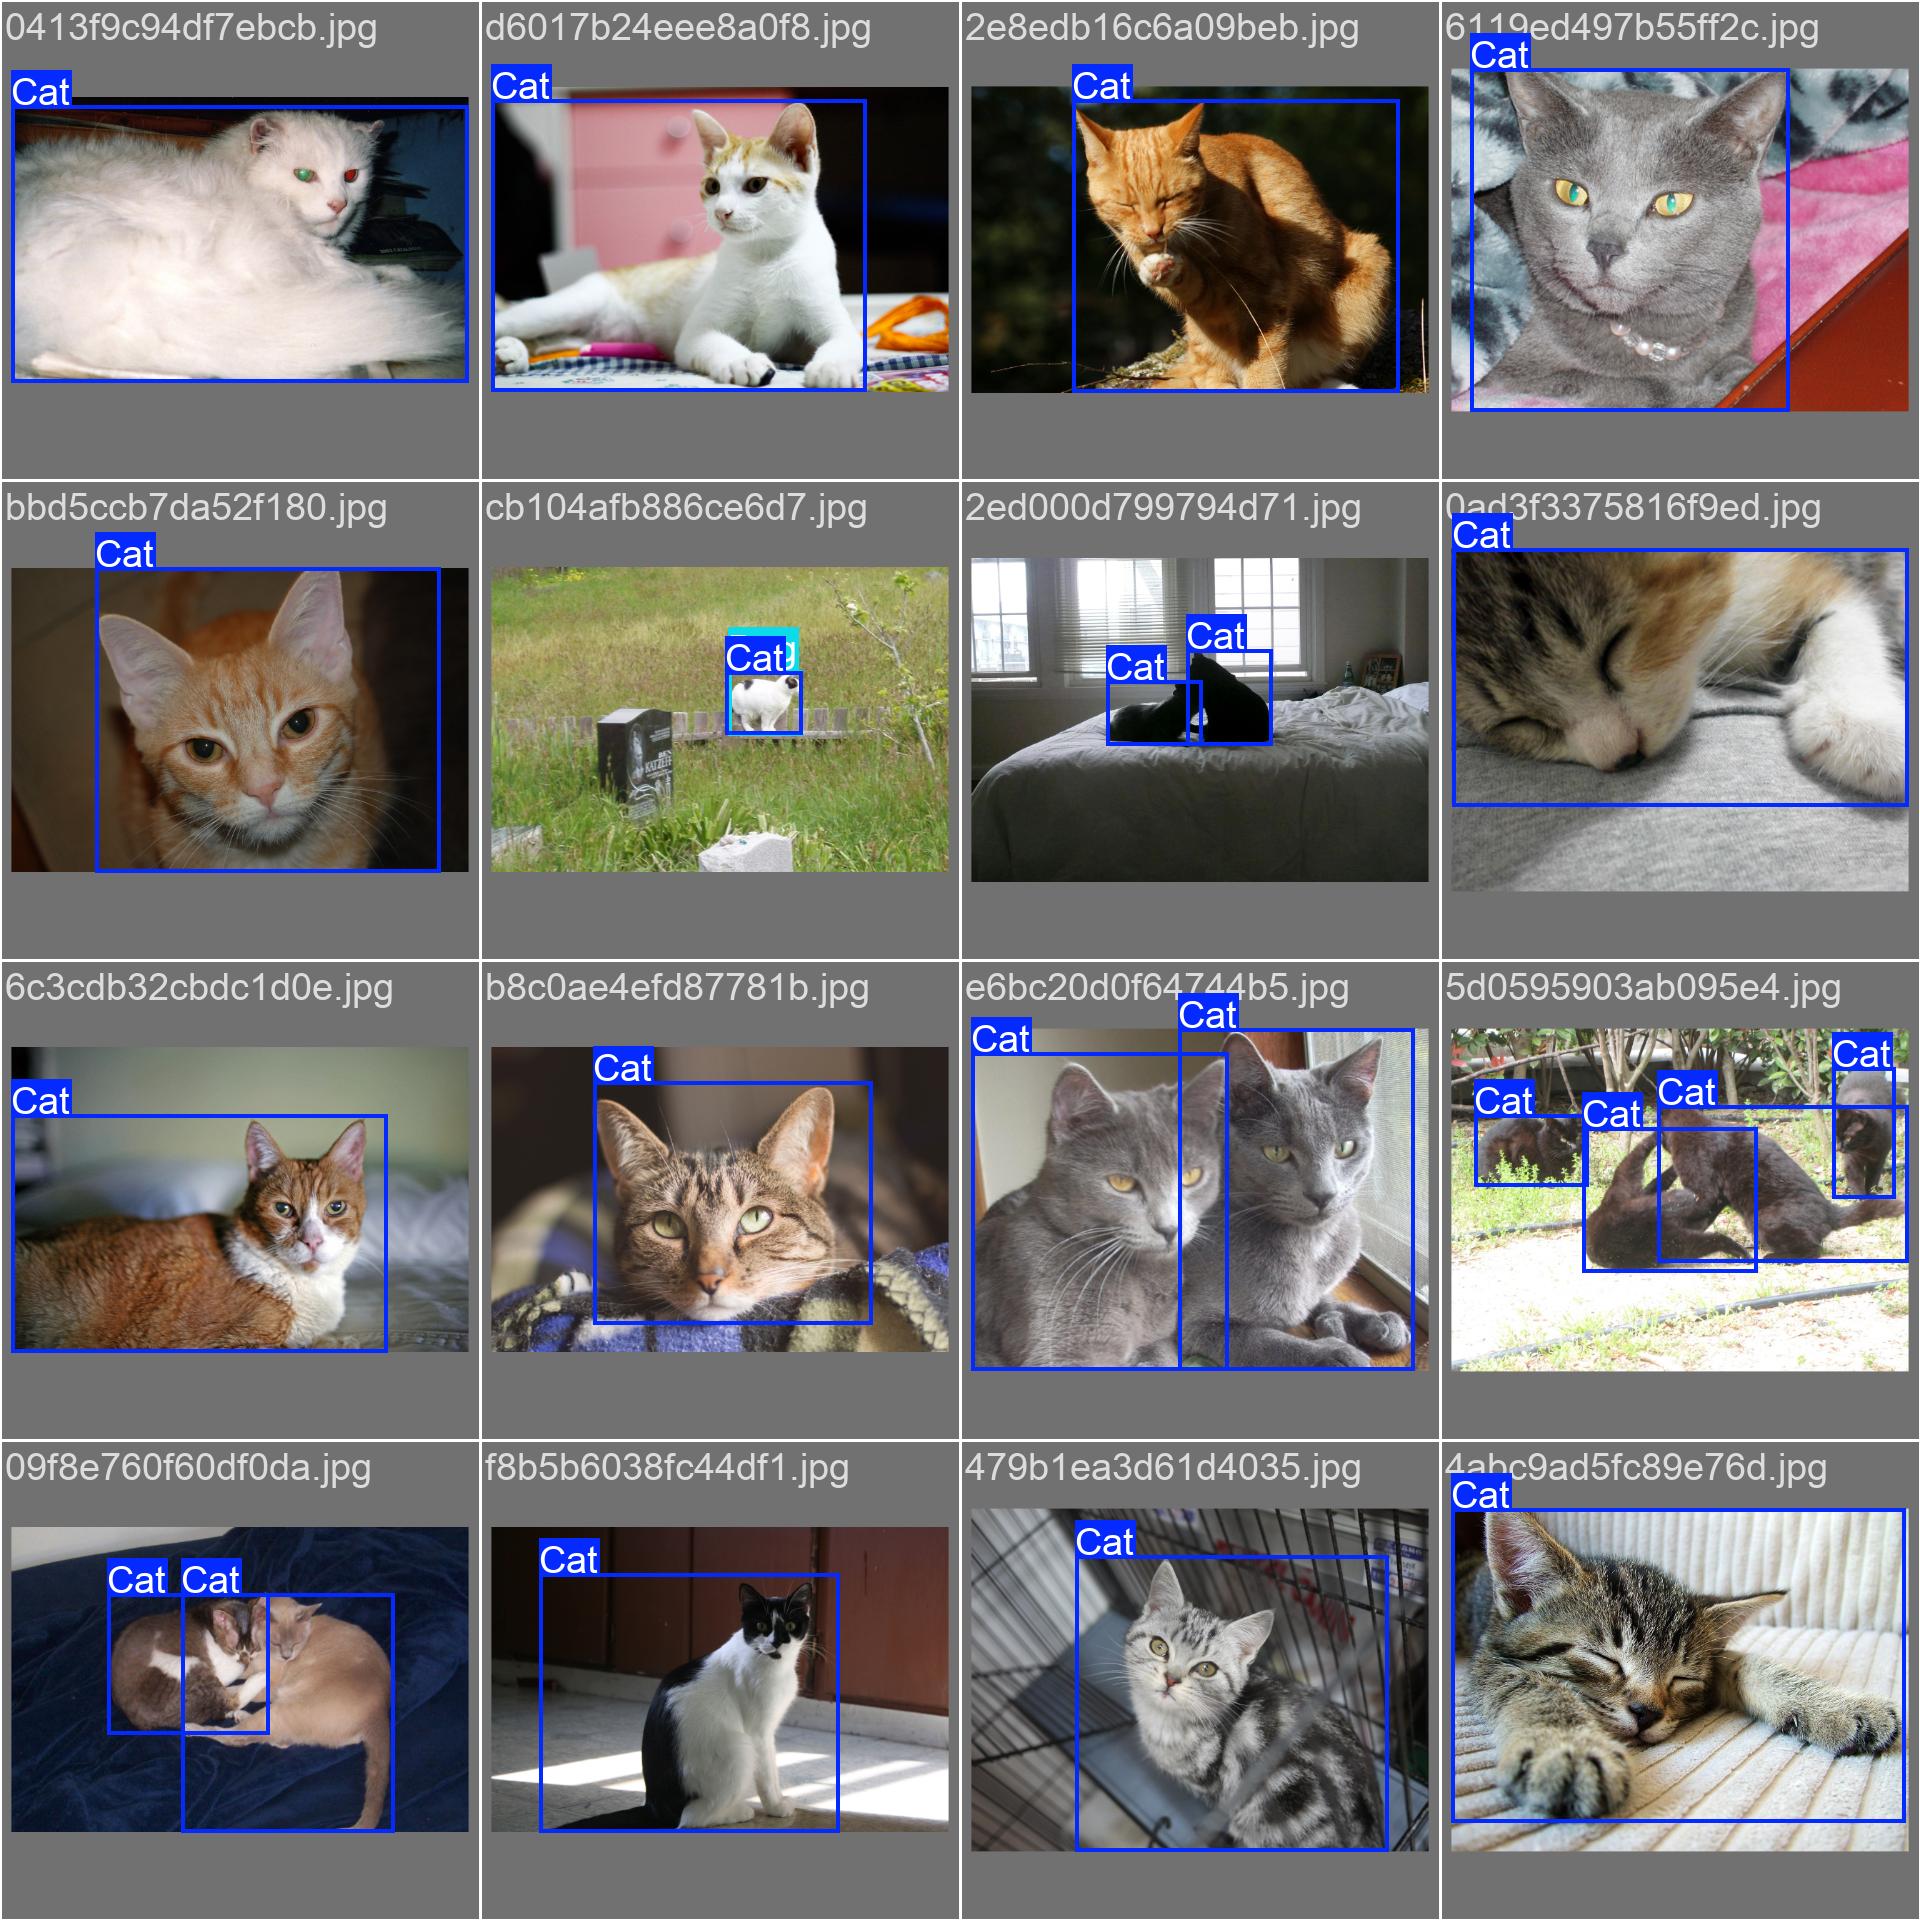 0413f9c94df7ebcb.jpg
d6017b24eee8a0f8.jpg
2e8edb16c6a09beb.jpg
6119ed497b55ff2c.jpg
Cat
Cat
Cat
Cat
bbd5ccb7da52f180.jpg
cb104afb886ce6d7.jpg
2ed000d799794d71.jpg
0ad3f3375816f9ed.jpg
Cat
Cat
Cat
Cat
Cat
KATZEFF
6c3cdb32cbdc1d0e.jpg
b8c0ae4efd87781b.jpg
e6bc20d0f64744b5.jpg
5d0595903ab095e4.jpg
Cat
Cat
Cat
Cat
Cat
Cat
Cat
Cat
09f8e760f60df0da.jpg
f8b5b6038fc44df1.jpg
479b1ea3d61d4035.jpg
4abc9ad5fc89e76d.jpg
Cat
Cat
Cat
Cat
Cat